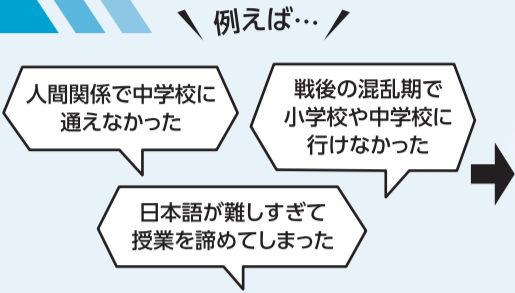 例えば…
人間関係で中学校に
通えなかった
戦後の混乱期で
小学校や中学校に
行けなかった
日本語が難しすぎて
授業を諦めてしまった